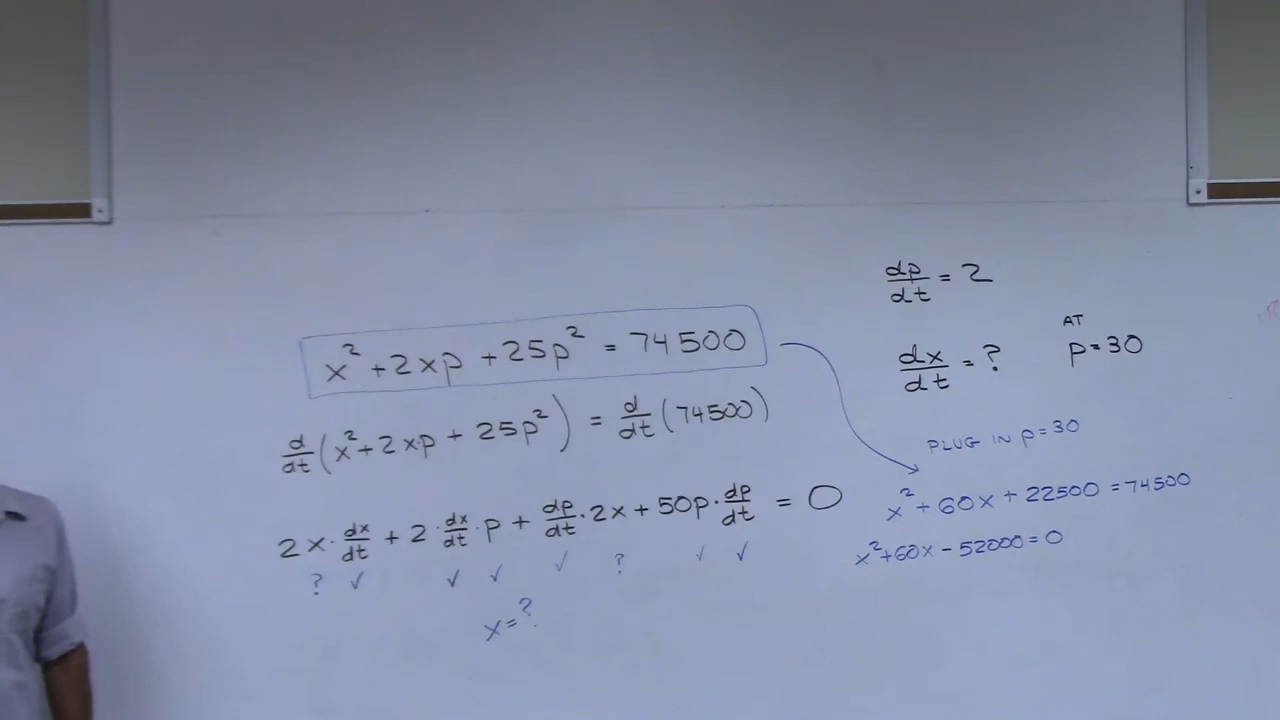 dp/dt = 2
x² + 2xp + 25p² = 74500
dx/dt = ?
AT
p = 30
d/dt (x² + 2xp + 25p²) = d/dt (74500)
PLUG IN p = 30
2x · dx/dt + 2 · dx/dt · p + dp/dt · 2x + 50p · dp/dt = 0
? ✓ ✓ ✓ ✓ ? ✓ ✓
x² + 60x + 22500 = 74500
x² + 60x - 52000 = 0
x = ?